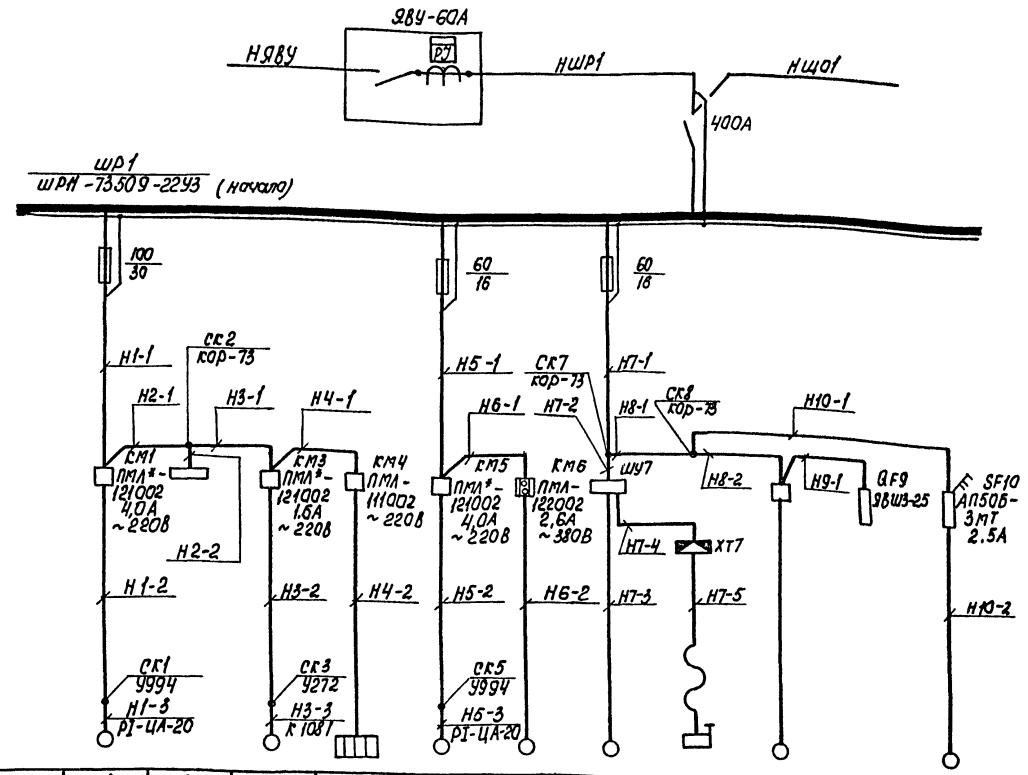 ЯВУ-60А
РУ
НЯВУ
НШР1
НЩО1
400А
ШР1
ШР11-73509-22У3 (начало)
100
30
60
16
60
16
Н1-1
СК2
КОР-73
Н2-1
Н3-1
Н4-1
Н5-1
Н6-1
СК7
КОР-73
Н7-1
Н7-2
Н8-1
СК8
КОР-73
Н10-1
КМ1
ПМЛ*-
121002
4,0А
~220В
КМ3
ПМЛ*-
121002
1.6А
~220В
КМ4
ПМЛ-
111002
~220В
КМ5
ПМЛ*-
121002
4,0А
~220В
КМ6
ПМЛ-
122002
2,6А
~380В
ШУ7
Н8-2
Н9-1
QF9
ЯВШ3-25
SF10
АП50Б-
3МТ
2.5А
Н2-2
Н7-4
ХТ7
Н1-2
Н3-2
Н4-2
Н5-2
Н6-2
Н7-3
Н7-5
Н10-2
СК1
У994
СК3
У272
СК5
У994
Н1-3
РI-ЦА-20
Н3-3
К1081
Н5-3
РI-ЦА-20